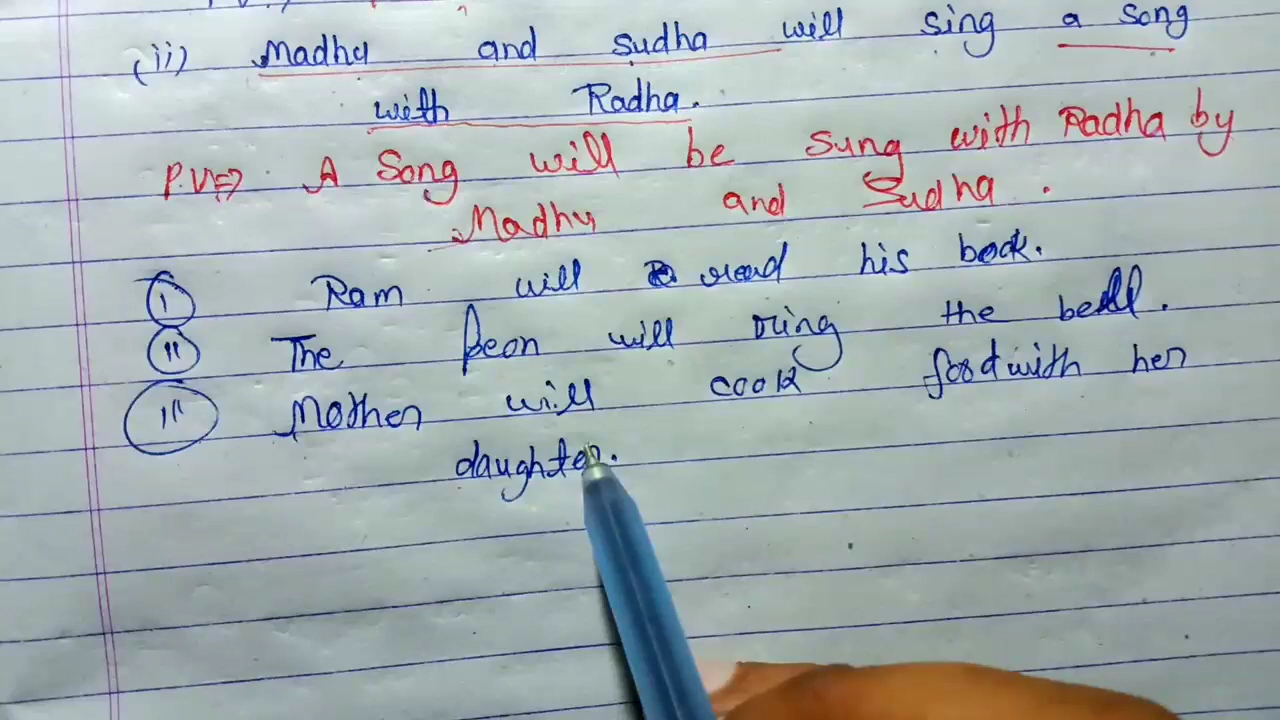 (ii) Madhu and sudha will sing a song
with Radha.
P.V⇒ A Song will be sung with Radha by
Madhu and Sudha.
(i) Ram will read his book.
(ii) The Peon will ring the bell.
(iii) Mother will cook food with her
daughter.